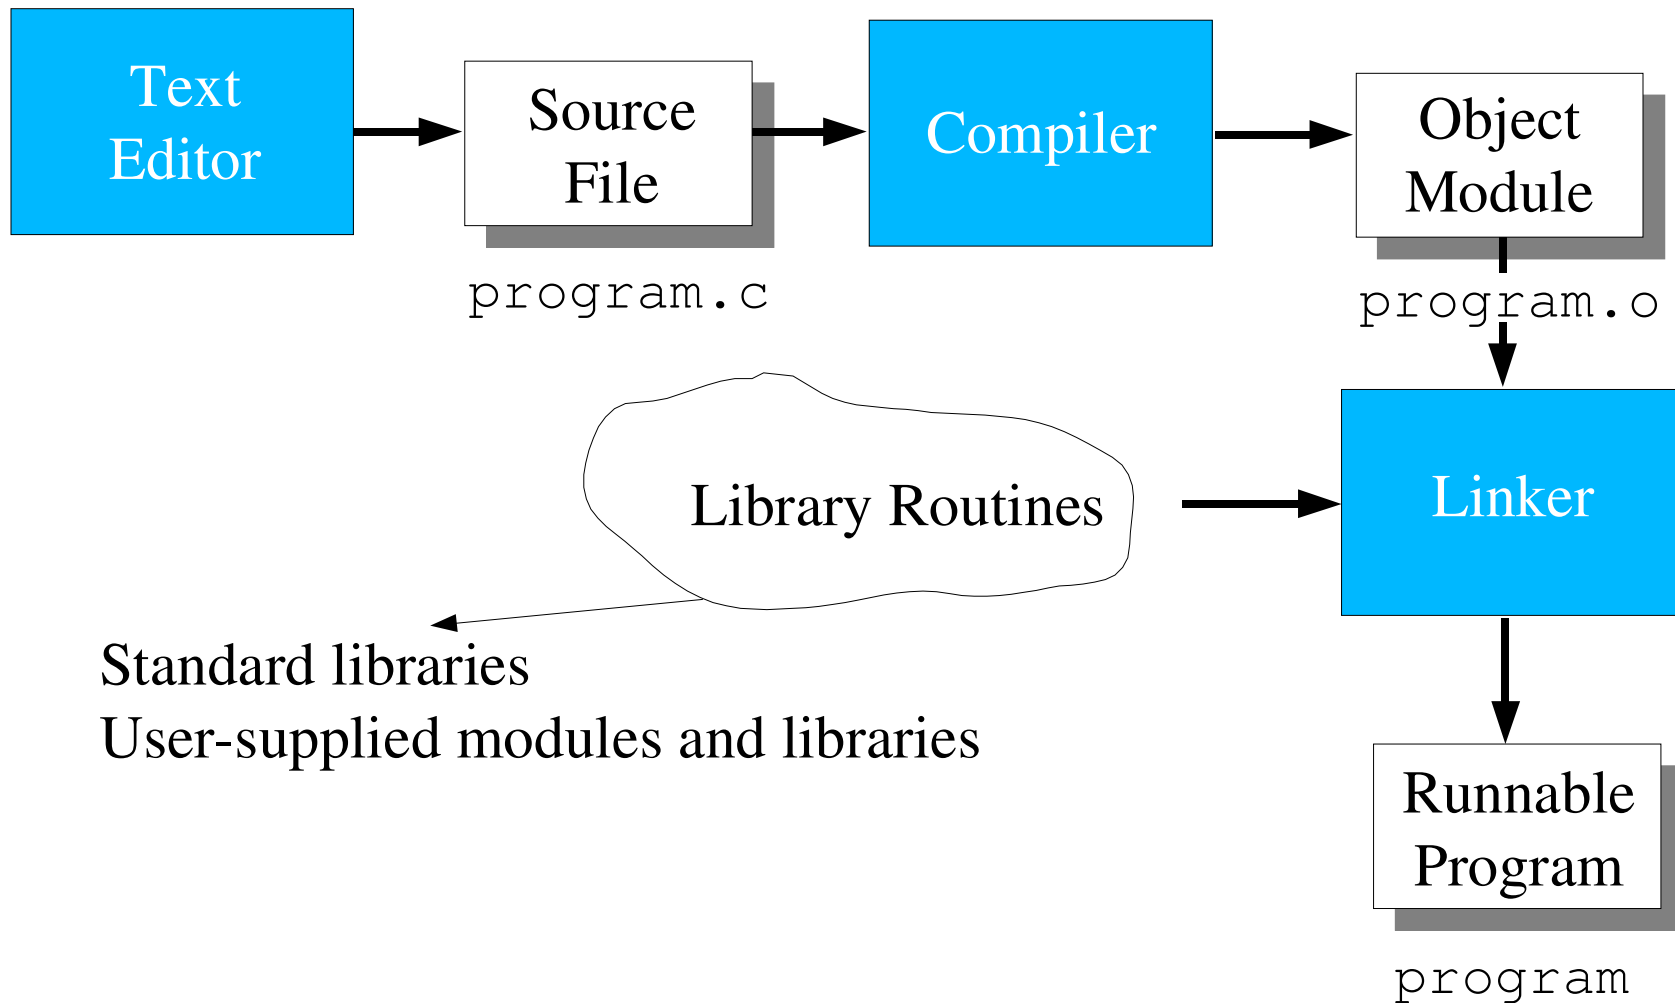 Text
Editor
Source
File
program.c
Compiler
Object
Module
program.o
Library Routines
Linker
Standard libraries
User-supplied modules and libraries
Runnable
Program
program